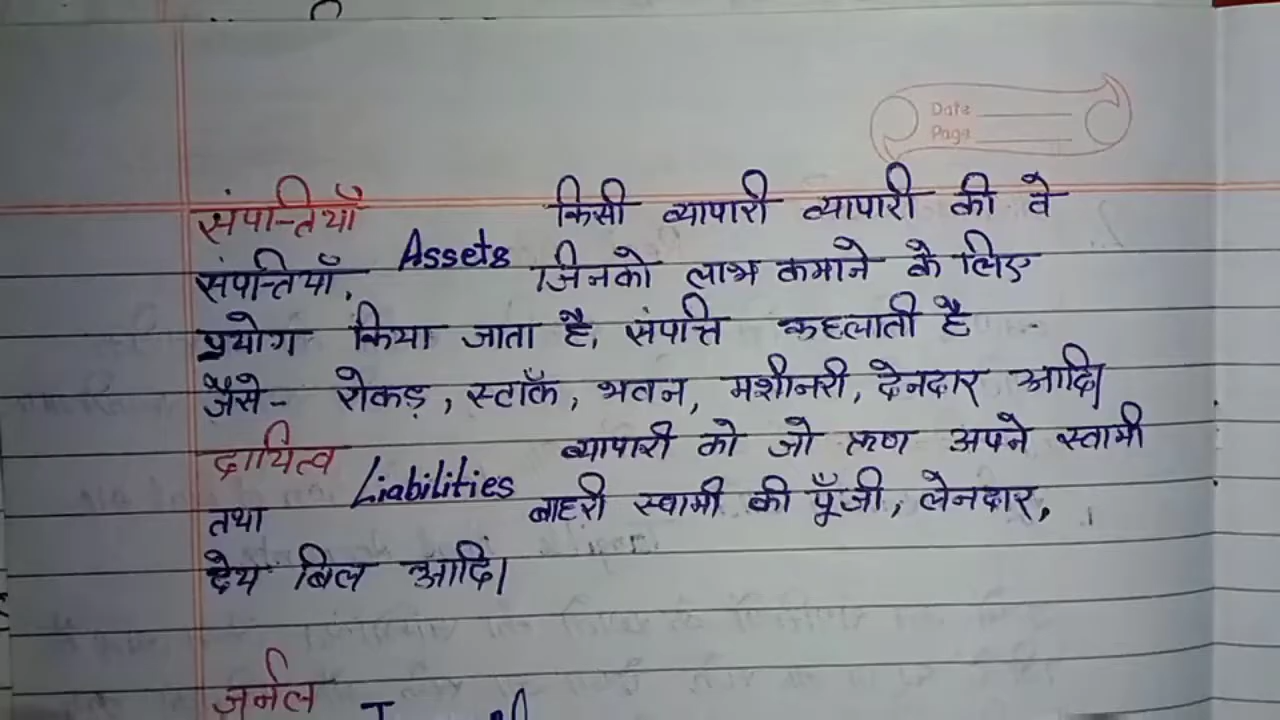 Date
Page
संपत्तियाँ किसी व्यापारी व्यापारी की वे
संपत्तियाँ, Assets जिनको लाभ कमाने के लिए
प्रयोग किया जाता है, संपत्ति कहलाती है
जैसे- रोकड़, स्टॉक, भवन, मशीनरी, देनदार आदि।
दायित्व व्यापारी को जो ऋण अपने स्वामी
तथा Liabilities बाहरी स्वामी की पूँजी, लेनदार,
देय बिल आदि।
जर्नल